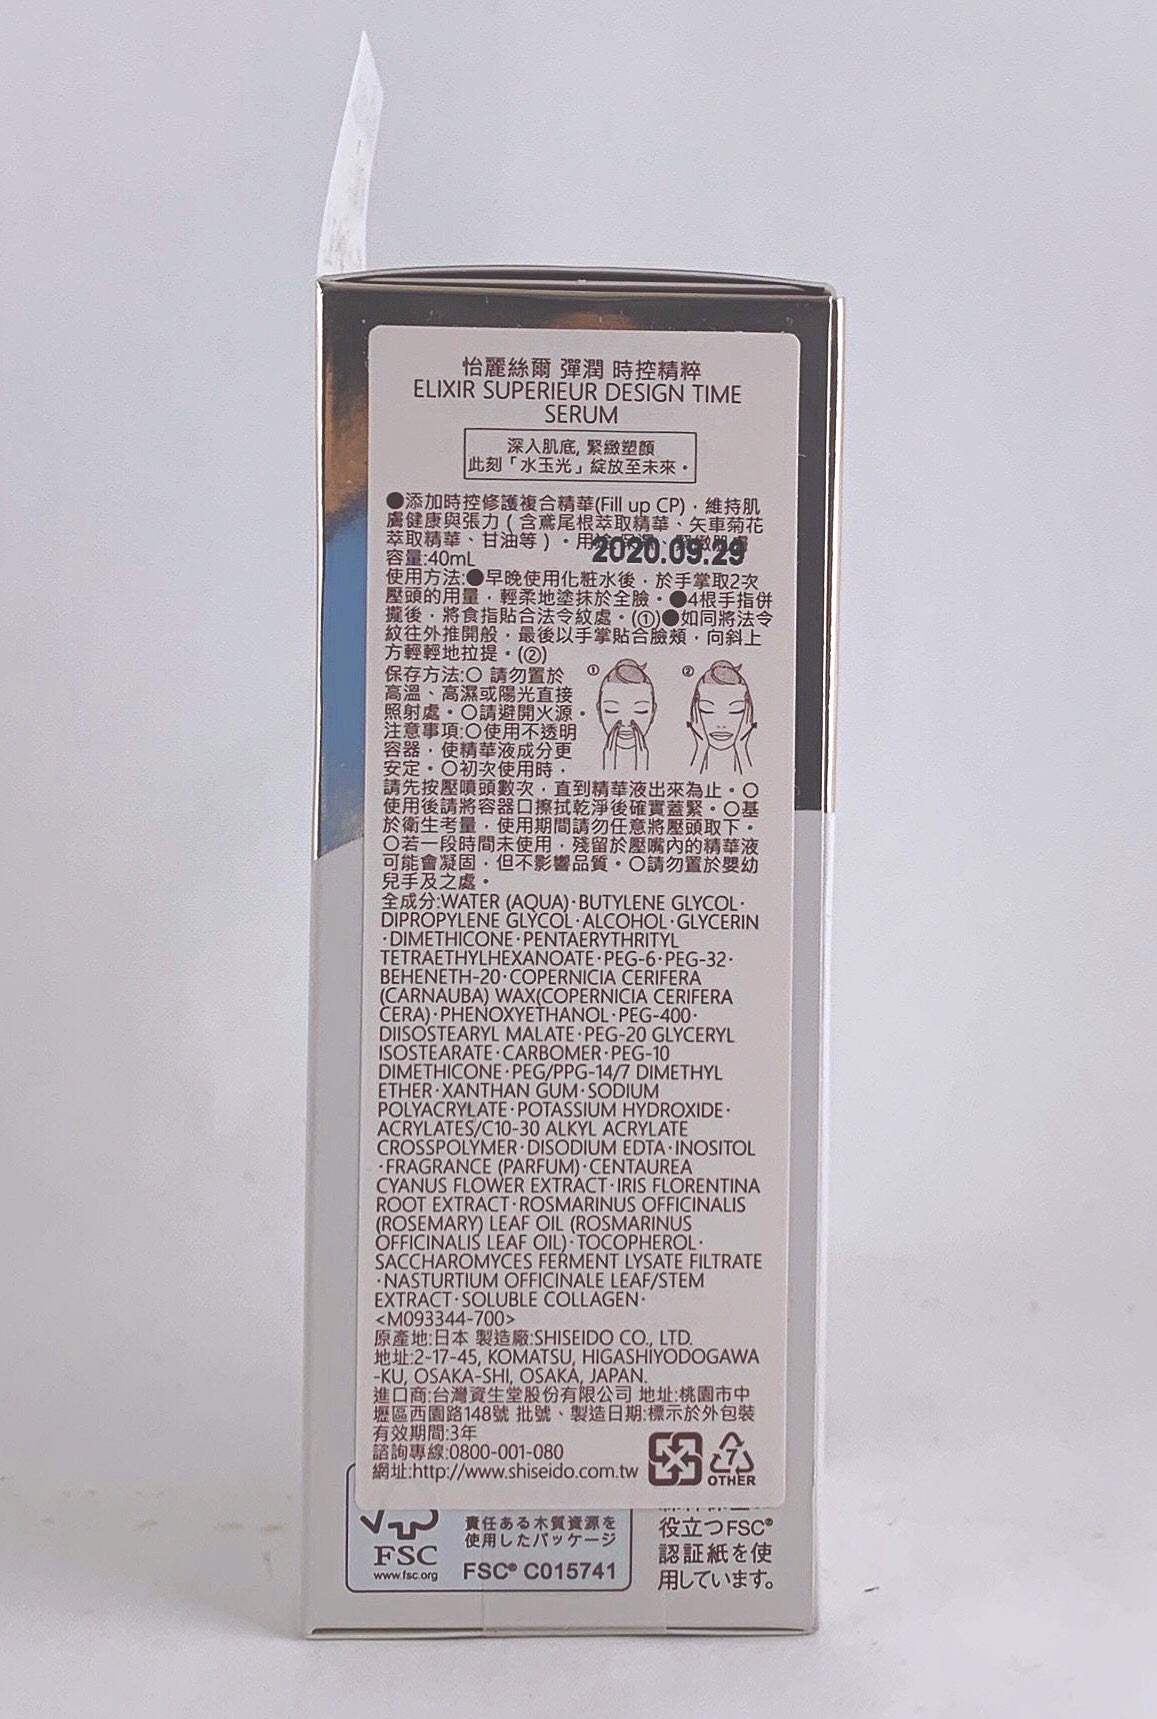 怡麗絲爾 彈潤 時控精粹
ELIXIR SUPERIEUR DESIGN TIME
SERUM
深入肌底, 緊緻塑顏
此刻「水玉光」綻放至未來。
●添加時控修護複合精華(Fill up CP)，維持肌
膚健康與張力（含鳶尾根萃取精華、矢車菊花
萃取精華、甘油等）。用
2020.09.29
容量:40mL
使用方法:●早晚使用化粧水後，於手掌取2次
壓頭的用量，輕柔地塗抹於全臉。●4根手指併
攏後，將食指貼合法令紋處。(①)●如同將法令
紋往外推開般，最後以手掌貼合臉頰，向斜上
方輕輕地拉提。(②)
① ②
保存方法:○ 請勿置於
高溫、高濕或陽光直接
照射處。○請避開火源。
注意事項:○使用不透明
容器，使精華液成分更
安定。○初次使用時，
請先按壓噴頭數次，直到精華液出來為止。○
使用後請將容器口擦拭乾淨後確實蓋緊。○基
於衛生考量，使用期間請勿任意將壓頭取下。
○若一段時間未使用，殘留於壓嘴內的精華液
可能會凝固，但不影響品質。○請勿置於嬰幼
兒手及之處。
全成分:WATER (AQUA)·BUTYLENE GLYCOL·
DIPROPYLENE GLYCOL·ALCOHOL·GLYCERIN
·DIMETHICONE·PENTAERYTHRITYL
TETRAETHYLHEXANOATE·PEG-6·PEG-32·
BEHENETH-20·COPERNICIA CERIFERA
(CARNAUBA) WAX(COPERNICIA CERIFERA
CERA)·PHENOXYETHANOL·PEG-400·
DIISOSTEARYL MALATE·PEG-20 GLYCERYL
ISOSTEARATE·CARBOMER·PEG-10
DIMETHICONE·PEG/PPG-14/7 DIMETHYL
ETHER·XANTHAN GUM·SODIUM
POLYACRYLATE·POTASSIUM HYDROXIDE·
ACRYLATES/C10-30 ALKYL ACRYLATE
CROSSPOLYMER·DISODIUM EDTA·INOSITOL
·FRAGRANCE (PARFUM)·CENTAUREA
CYANUS FLOWER EXTRACT·IRIS FLORENTINA
ROOT EXTRACT·ROSMARINUS OFFICINALIS
(ROSEMARY) LEAF OIL (ROSMARINUS
OFFICINALIS LEAF OIL)·TOCOPHEROL·
SACCHAROMYCES FERMENT LYSATE FILTRATE
·NASTURTIUM OFFICINALE LEAF/STEM
EXTRACT·SOLUBLE COLLAGEN·
<M093344-700>
原產地:日本 製造廠:SHISEIDO CO., LTD.
地址:2-17-45, KOMATSU, HIGASHIYODOGAWA
-KU, OSAKA-SHI, OSAKA, JAPAN.
進口商:台灣資生堂股份有限公司 地址:桃園市中
壢區西園路148號 批號、製造日期:標示於外包裝
有效期間:3年
諮詢專線:0800-001-080
網址:http://www.shiseido.com.tw
7
OTHER
FSC
www.fsc.org
責任ある木質資源を
使用したパッケージ
FSC® C015741
役立つFSC®
認証紙を使
用しています。